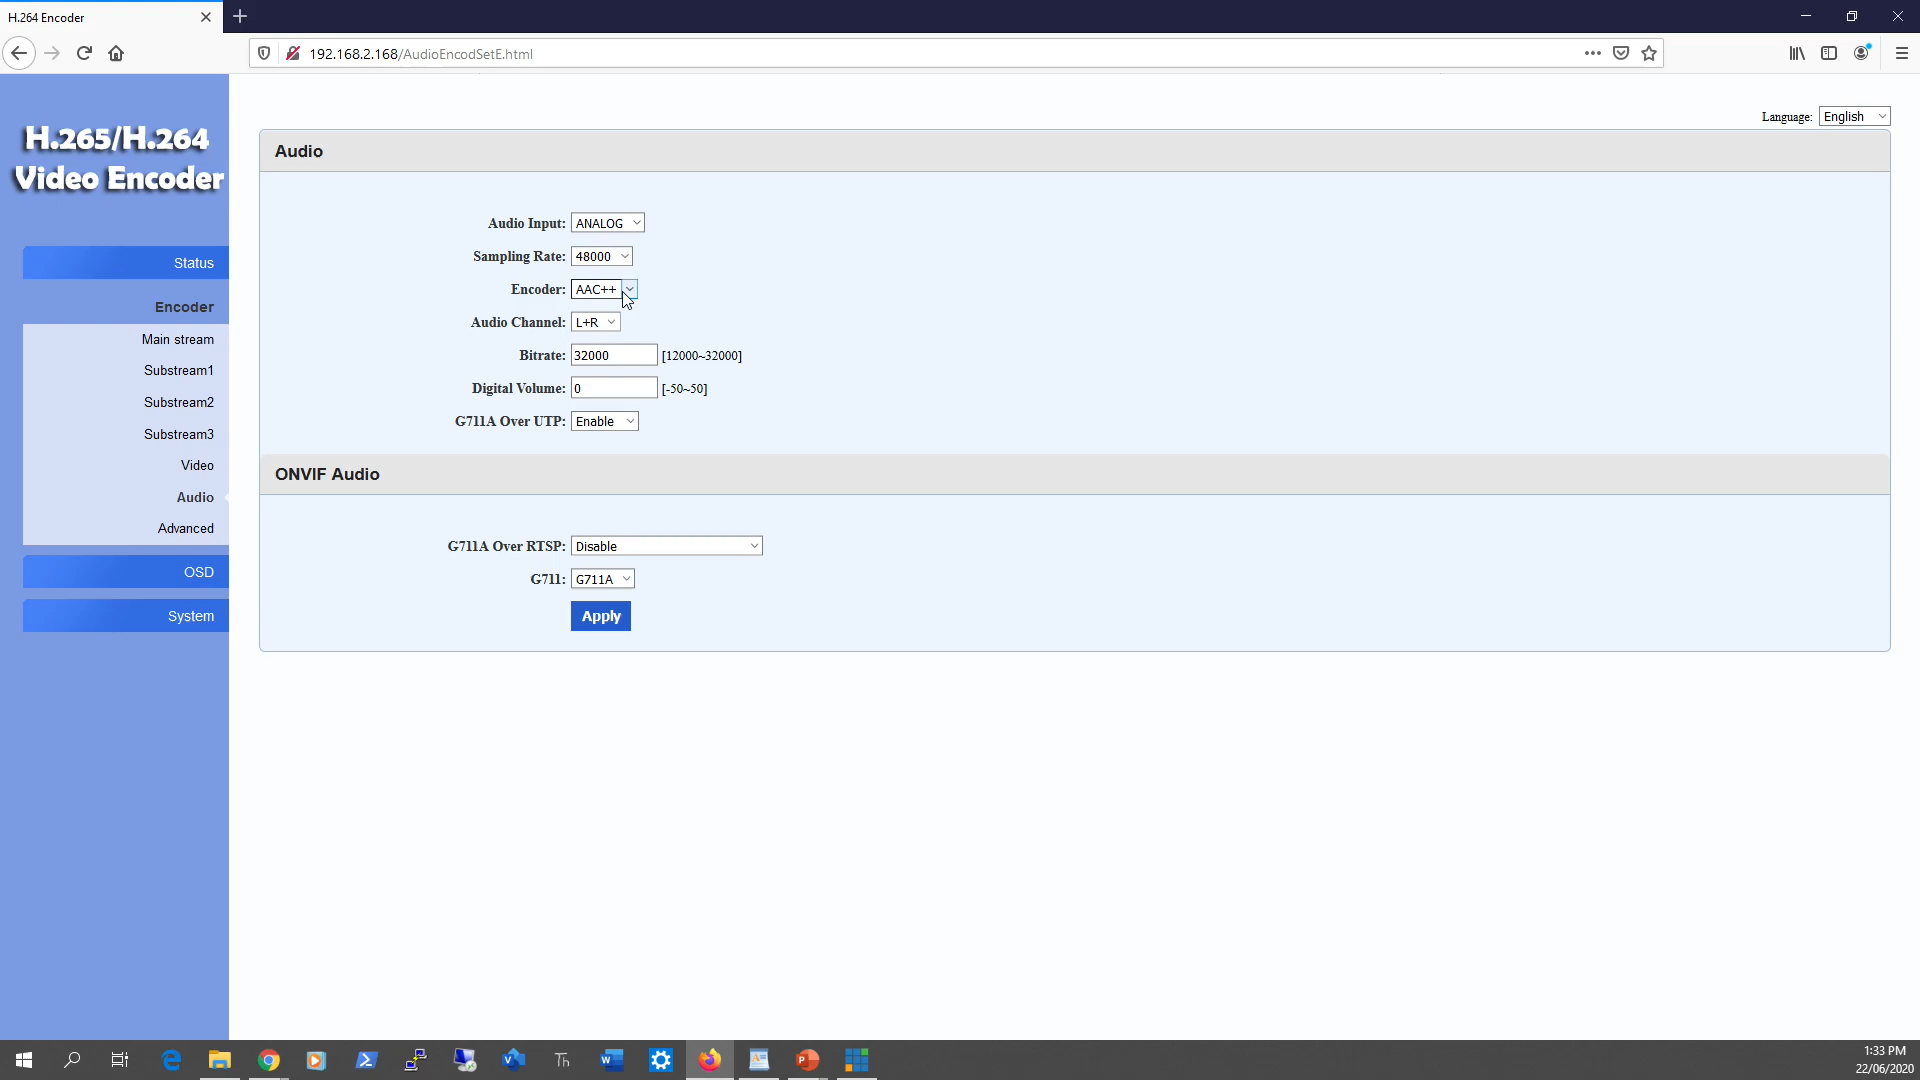 H.264 Encoder
192.168.2.168/AudioEncodSetE.html
H.265/H.264
Video Encoder
Language: English
Status
Encoder
Main stream
Substream1
Substream2
Substream3
Video
Audio
Advanced
OSD
System
Audio
Audio Input: ANALOG
Sampling Rate: 48000
Encoder: AAC++
Audio Channel: L+R
Bitrate: 32000 [12000~32000]
Digital Volume: 0 [-50~50]
G711A Over UTP: Enable
ONVIF Audio
G711A Over RTSP: Disable
G711: G711A
Apply
Th
1:33 PM
22/06/2020